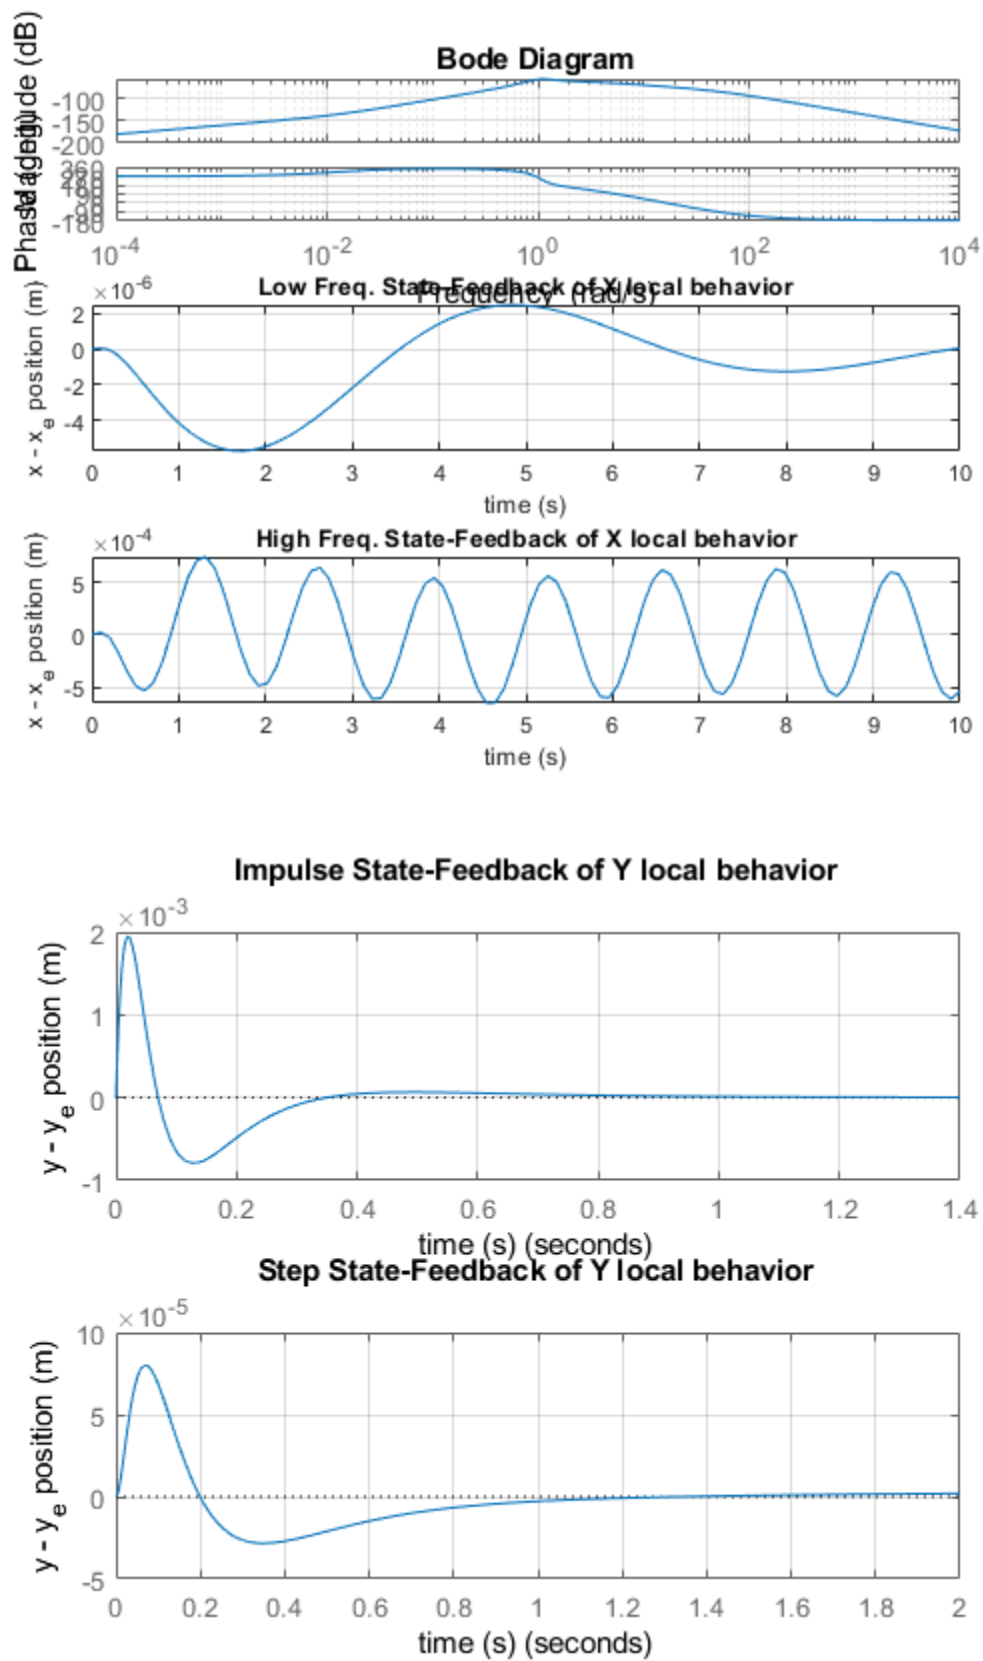 Bode Diagram
Magnitude (dB)
-100
-150
-200
Phase (deg)
360
-180
10^-4
10^-2
10^0
10^2
10^4
Frequency (rad/s)
Low Freq. State-Feedback of X local behavior
×10^-6
x - x_e position (m)
2
0
-2
-4
0 1 2 3 4 5 6 7 8 9 10
time (s)
High Freq. State-Feedback of X local behavior
×10^-4
x - x_e position (m)
5
0
-5
0 1 2 3 4 5 6 7 8 9 10
time (s)
Impulse State-Feedback of Y local behavior
×10^-3
y - y_e position (m)
2
1
0
-1
0 0.2 0.4 0.6 0.8 1 1.2 1.4
time (s) (seconds)
Step State-Feedback of Y local behavior
×10^-5
y - y_e position (m)
10
5
0
-5
0 0.2 0.4 0.6 0.8 1 1.2 1.4 1.6 1.8 2
time (s) (seconds)